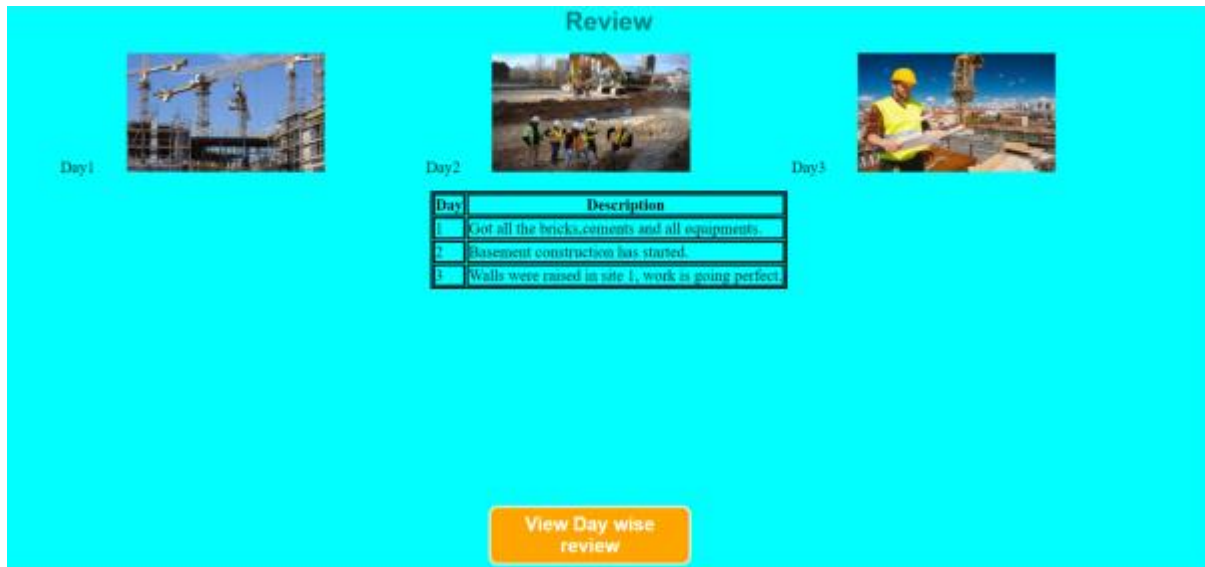 Review
Day1
Day2
Day3
Day Description
1 Got all the bricks,cements and all equipments.
2 Basement construction has started.
3 Walls were raised in site 1, work is going perfect.
View Day wise
review